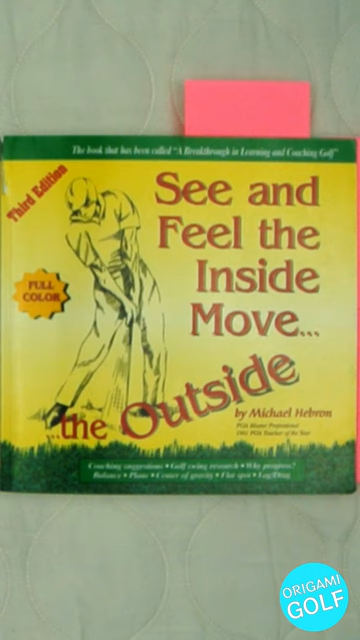 The book that has been called "A Breakthrough in Learning and Coaching Golf"
Third Edition
See and
Feel the
Inside
Move...
FULL
COLOR
...the Outside
by Michael Hebron
PGA Master Professional
1991 PGA Teacher of the Year
Coaching suggestions • Golf swing research • Why progress?
Balance • Plane • Center of gravity • Flat spot • Lag/Drag
ORIGAMI
GOLF